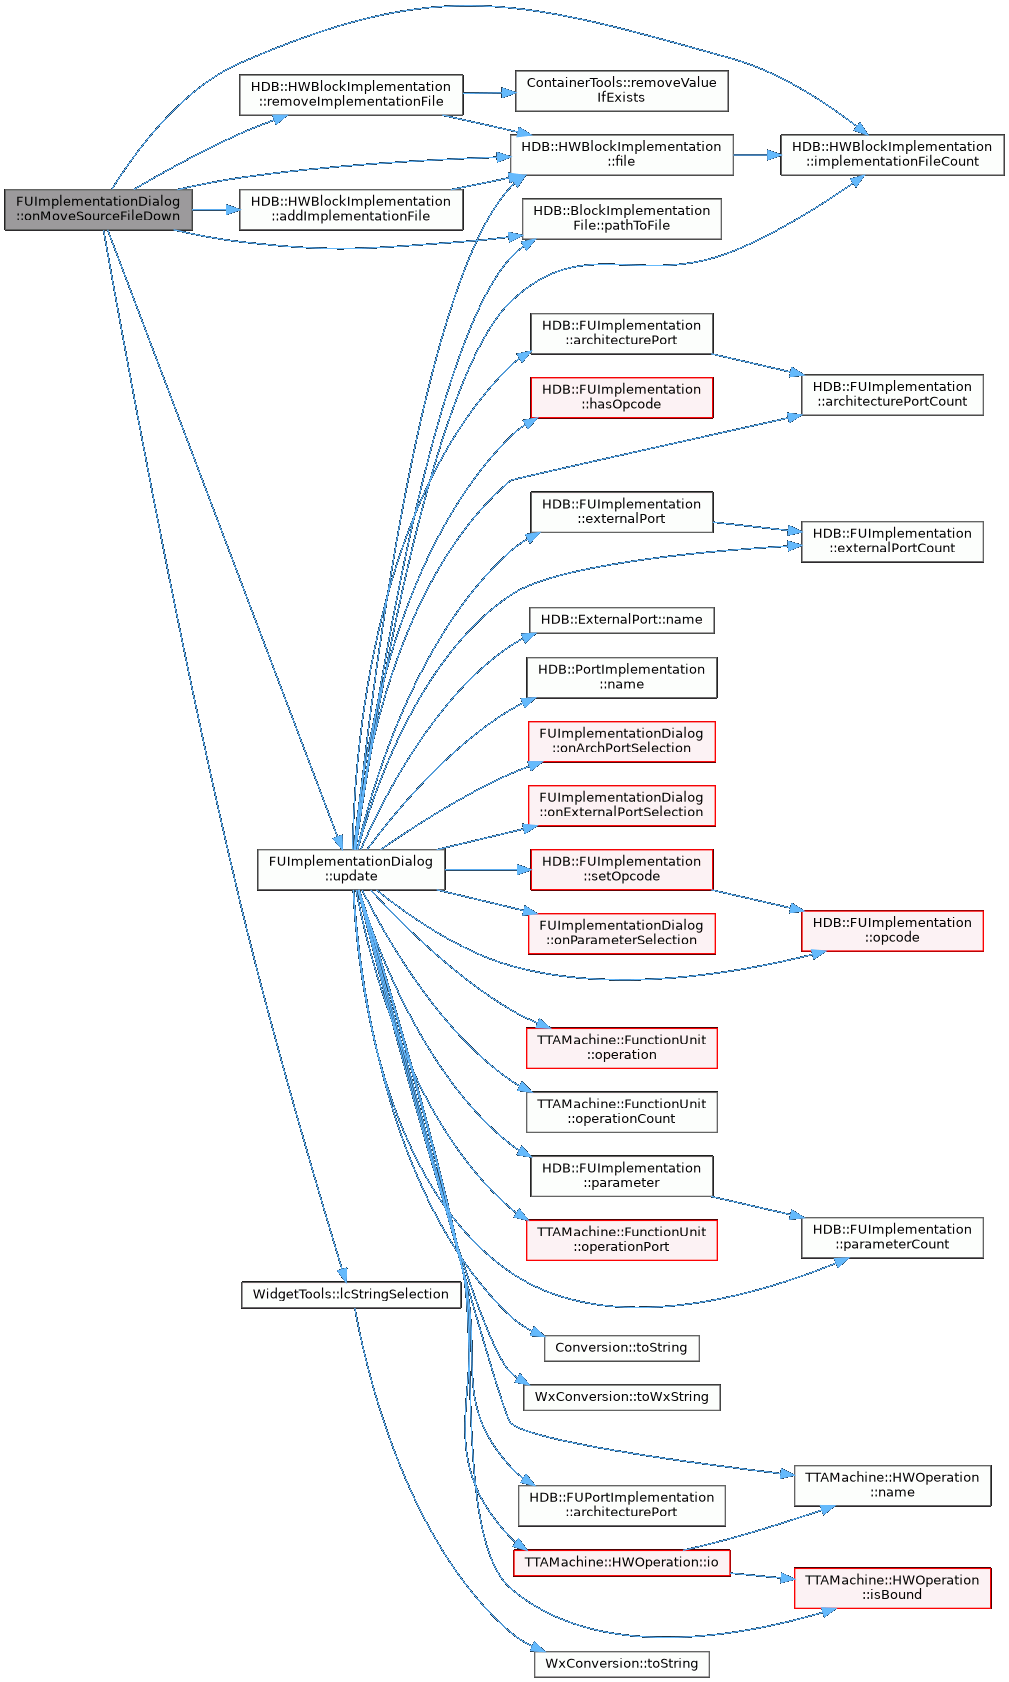 HDB::HWBlockImplementation
::removeImplementationFile
ContainerTools::removeValue
IfExists
HDB::HWBlockImplementation
::file
HDB::HWBlockImplementation
::implementationFileCount
FUImplementationDialog
::onMoveSourceFileDown
HDB::HWBlockImplementation
::addImplementationFile
HDB::BlockImplementation
File::pathToFile
HDB::FUImplementation
::architecturePort
HDB::FUImplementation
::hasOpcode
HDB::FUImplementation
::architecturePortCount
HDB::FUImplementation
::externalPort
HDB::FUImplementation
::externalPortCount
HDB::ExternalPort::name
HDB::PortImplementation
::name
FUImplementationDialog
::onArchPortSelection
FUImplementationDialog
::onExternalPortSelection
FUImplementationDialog
::update
HDB::FUImplementation
::setOpcode
FUImplementationDialog
::onParameterSelection
HDB::FUImplementation
::opcode
TTAMachine::FunctionUnit
::operation
TTAMachine::FunctionUnit
::operationCount
HDB::FUImplementation
::parameter
TTAMachine::FunctionUnit
::operationPort
HDB::FUImplementation
::parameterCount
WidgetTools::lcStringSelection
Conversion::toString
WxConversion::toWxString
TTAMachine::HWOperation
::name
HDB::FUPortImplementation
::architecturePort
TTAMachine::HWOperation::io
TTAMachine::HWOperation
::isBound
WxConversion::toString